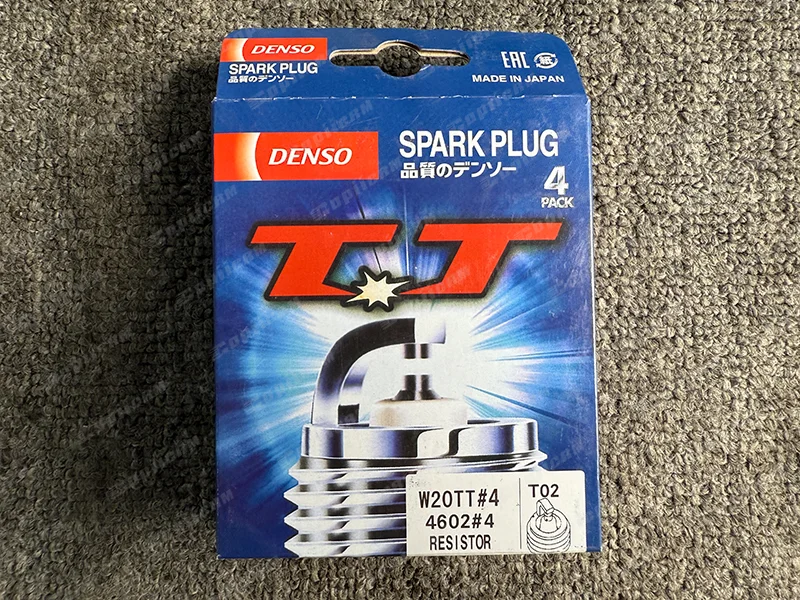 DENSO
SPARK PLUG
品質のデンソー
EAC
MADE IN JAPAN
DENSO
SPARK PLUG
品質のデンソー
4
PACK
TT
W20TT#4
4602#4
RESISTOR
T02